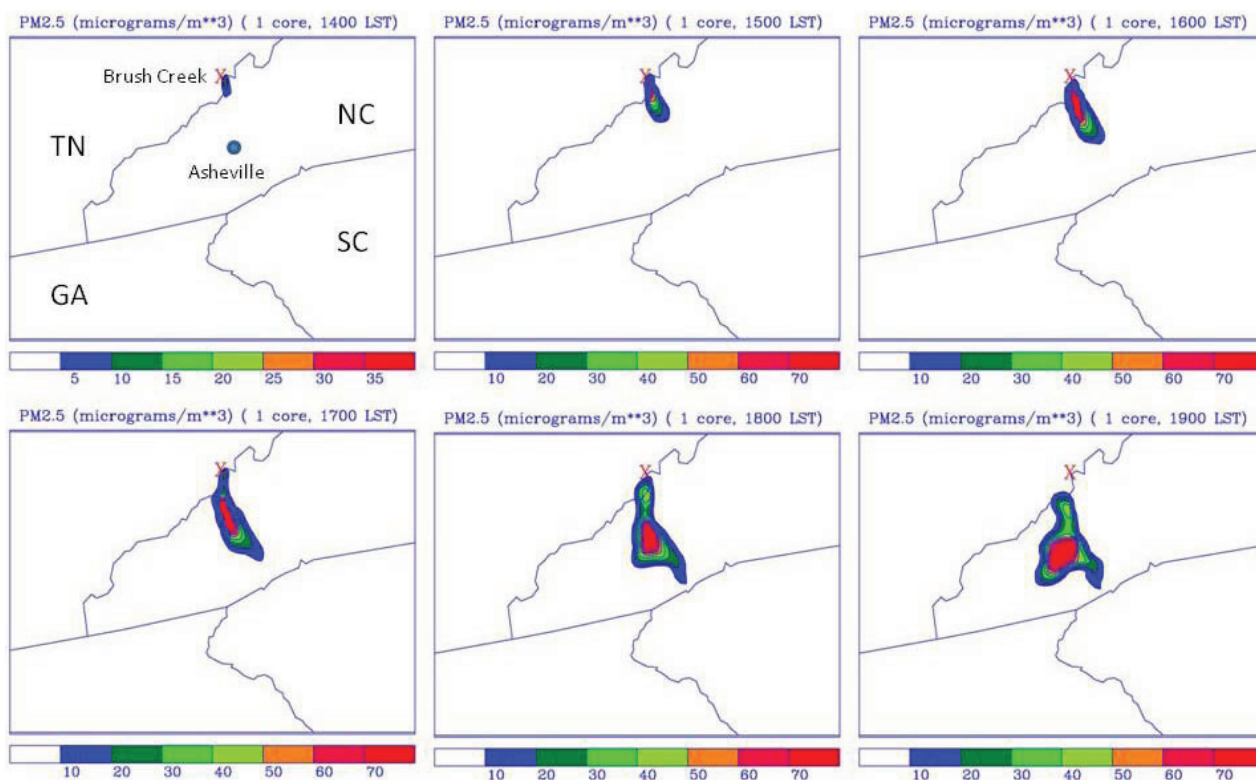 PM2.5 (micrograms/m**3) ( 1 core, 1400 LST)
X
Brush Creek
TN
NC
Asheville
SC
GA
5 10 15 20 25 30 35
PM2.5 (micrograms/m**3) ( 1 core, 1500 LST)
X
10 20 30 40 50 60 70
PM2.5 (micrograms/m**3) ( 1 core, 1600 LST)
X
10 20 30 40 50 60 70
PM2.5 (micrograms/m**3) ( 1 core, 1700 LST)
X
10 20 30 40 50 60 70
PM2.5 (micrograms/m**3) ( 1 core, 1800 LST)
X
10 20 30 40 50 60 70
PM2.5 (micrograms/m**3) ( 1 core, 1900 LST)
X
10 20 30 40 50 60 70